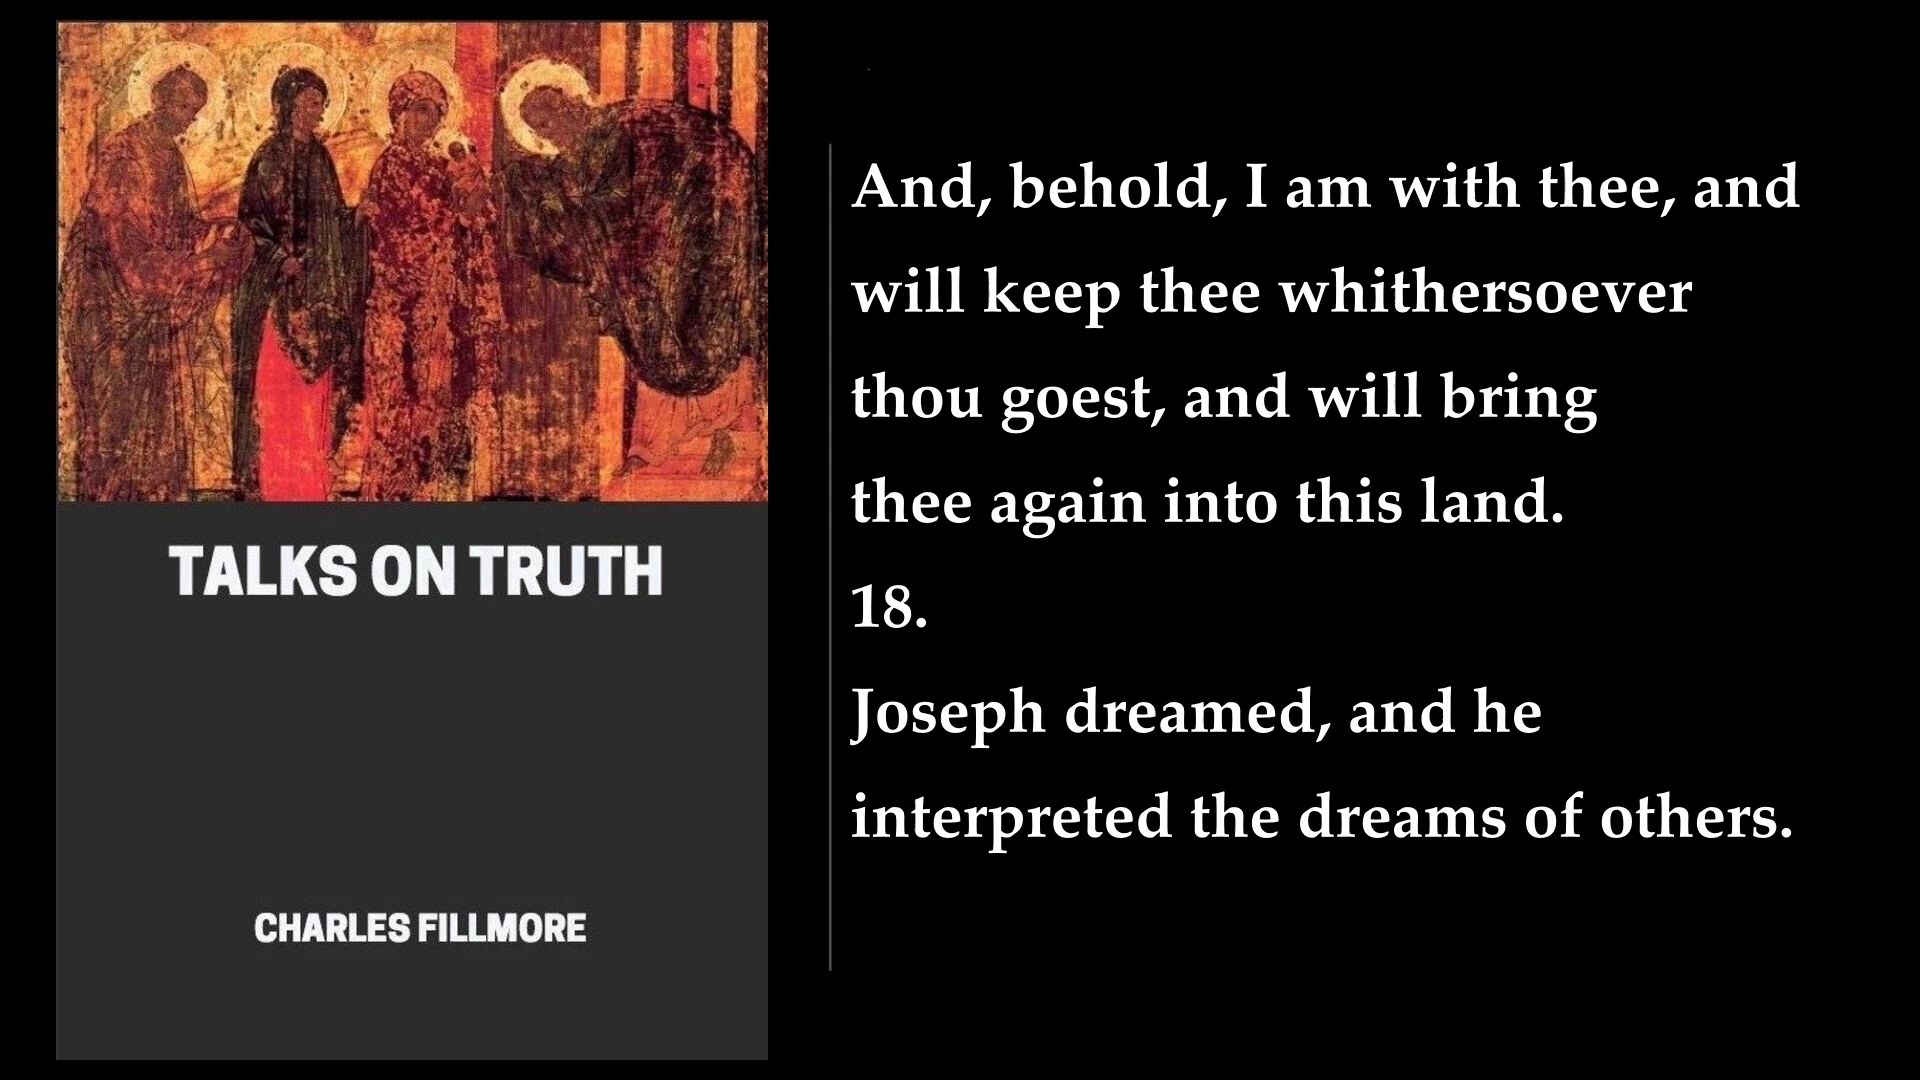 TALKS ON TRUTH
CHARLES FILLMORE
And, behold, I am with thee, and
will keep thee whithersoever
thou goest, and will bring
thee again into this land.
18.
Joseph dreamed, and he
interpreted the dreams of others.